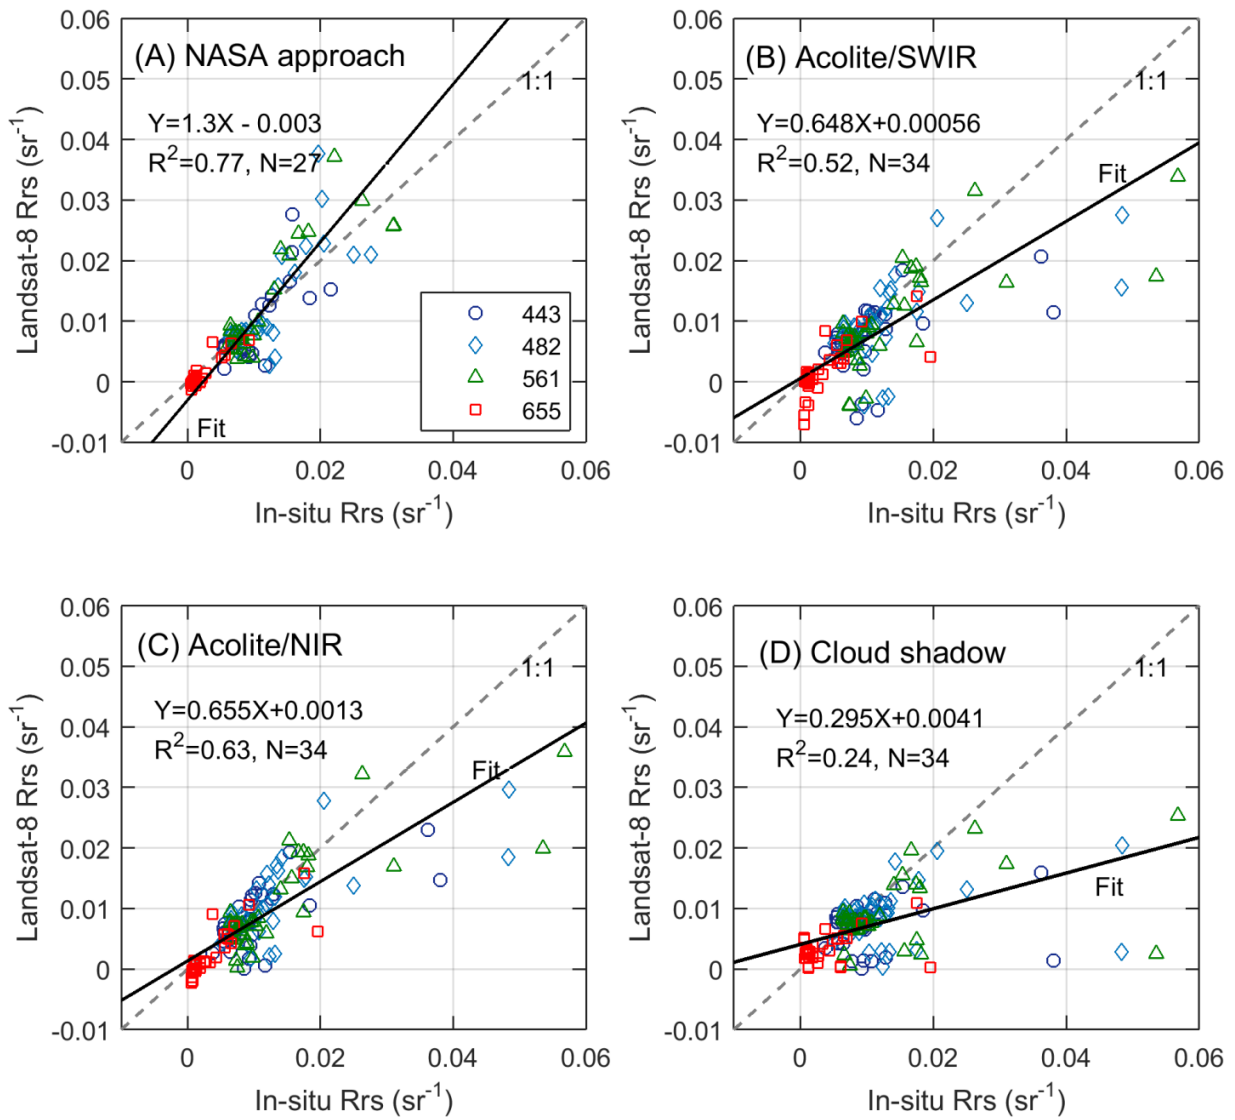 (A) NASA approach
Y=1.3X - 0.003
R²=0.77, N=27
1:1
Fit
443
482
561
655
0.06
0.05
0.04
0.03
0.02
0.01
0
-0.01
0
0.02
0.04
0.06
Landsat-8 Rrs (sr⁻¹)
In-situ Rrs (sr⁻¹)
(B) Acolite/SWIR
Y=0.648X+0.00056
R²=0.52, N=34
1:1
Fit
0.06
0.05
0.04
0.03
0.02
0.01
0
-0.01
0
0.02
0.04
0.06
Landsat-8 Rrs (sr⁻¹)
In-situ Rrs (sr⁻¹)
(C) Acolite/NIR
Y=0.655X+0.0013
R²=0.63, N=34
1:1
Fit
0.06
0.05
0.04
0.03
0.02
0.01
0
-0.01
0
0.02
0.04
0.06
Landsat-8 Rrs (sr⁻¹)
In-situ Rrs (sr⁻¹)
(D) Cloud shadow
Y=0.295X+0.0041
R²=0.24, N=34
1:1
Fit
0.06
0.05
0.04
0.03
0.02
0.01
0
-0.01
0
0.02
0.04
0.06
Landsat-8 Rrs (sr⁻¹)
In-situ Rrs (sr⁻¹)